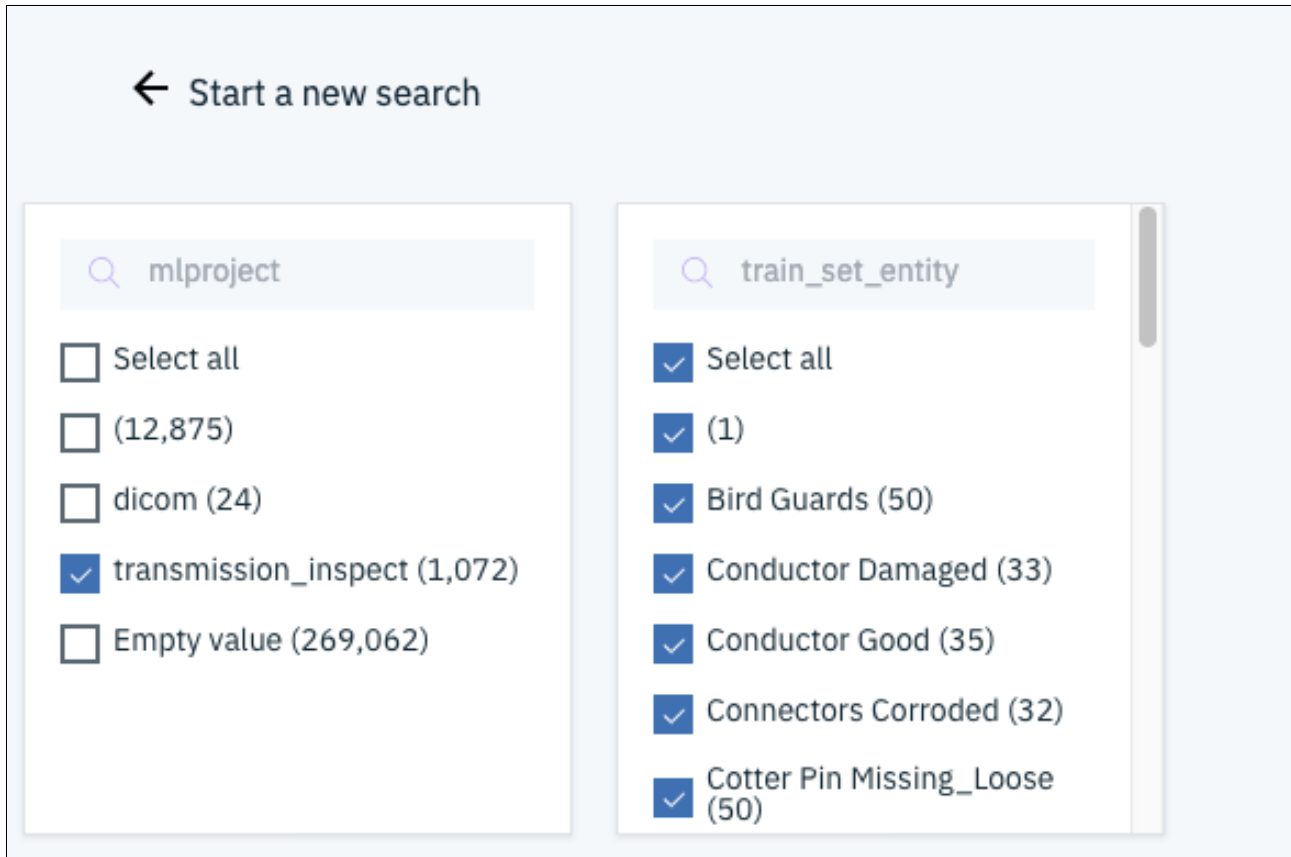 Start a new search
mlproject
Select all
(12,875)
dicom (24)
transmission_inspect (1,072)
Empty value (269,062)
train_set_entity
Select all
(1)
Bird Guards (50)
Conductor Damaged (33)
Conductor Good (35)
Connectors Corroded (32)
Cotter Pin Missing_Loose
(50)